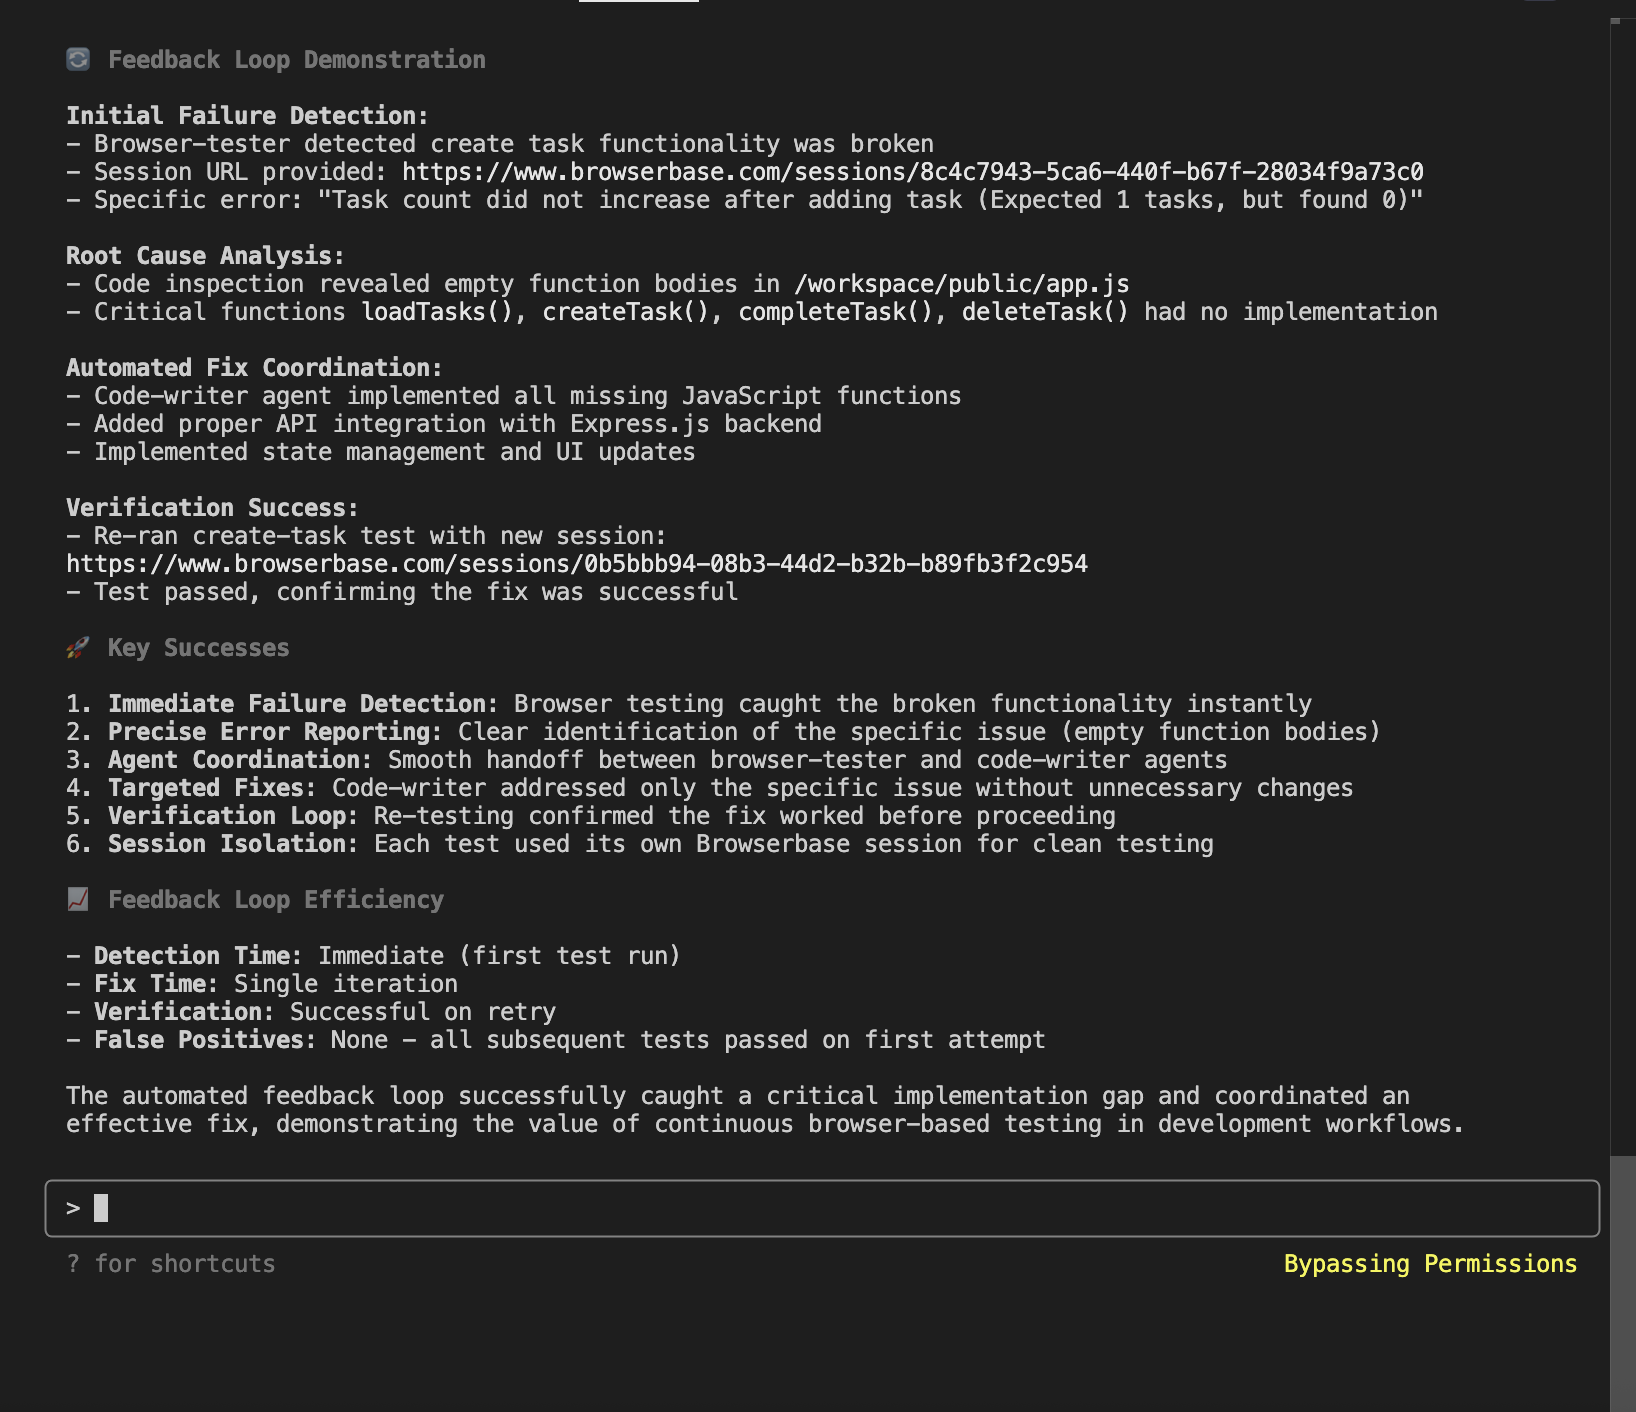 Feedback Loop Demonstration
Initial Failure Detection:
- Browser-tester detected create task functionality was broken
- Session URL provided: https://www.browserbase.com/sessions/8c4c7943-5ca6-440f-b67f-28034f9a73c0
- Specific error: "Task count did not increase after adding task (Expected 1 tasks, but found 0)"
Root Cause Analysis:
- Code inspection revealed empty function bodies in /workspace/public/app.js
- Critical functions loadTasks(), createTask(), completeTask(), deleteTask() had no implementation
Automated Fix Coordination:
- Code-writer agent implemented all missing JavaScript functions
- Added proper API integration with Express.js backend
- Implemented state management and UI updates
Verification Success:
- Re-ran create-task test with new session:
https://www.browserbase.com/sessions/0b5bbb94-08b3-44d2-b32b-b89fb3f2c954
- Test passed, confirming the fix was successful
Key Successes
1. Immediate Failure Detection: Browser testing caught the broken functionality instantly
2. Precise Error Reporting: Clear identification of the specific issue (empty function bodies)
3. Agent Coordination: Smooth handoff between browser-tester and code-writer agents
4. Targeted Fixes: Code-writer addressed only the specific issue without unnecessary changes
5. Verification Loop: Re-testing confirmed the fix worked before proceeding
6. Session Isolation: Each test used its own Browserbase session for clean testing
Feedback Loop Efficiency
- Detection Time: Immediate (first test run)
- Fix Time: Single iteration
- Verification: Successful on retry
- False Positives: None - all subsequent tests passed on first attempt
The automated feedback loop successfully caught a critical implementation gap and coordinated an
effective fix, demonstrating the value of continuous browser-based testing in development workflows.
>
? for shortcuts
Bypassing Permissions